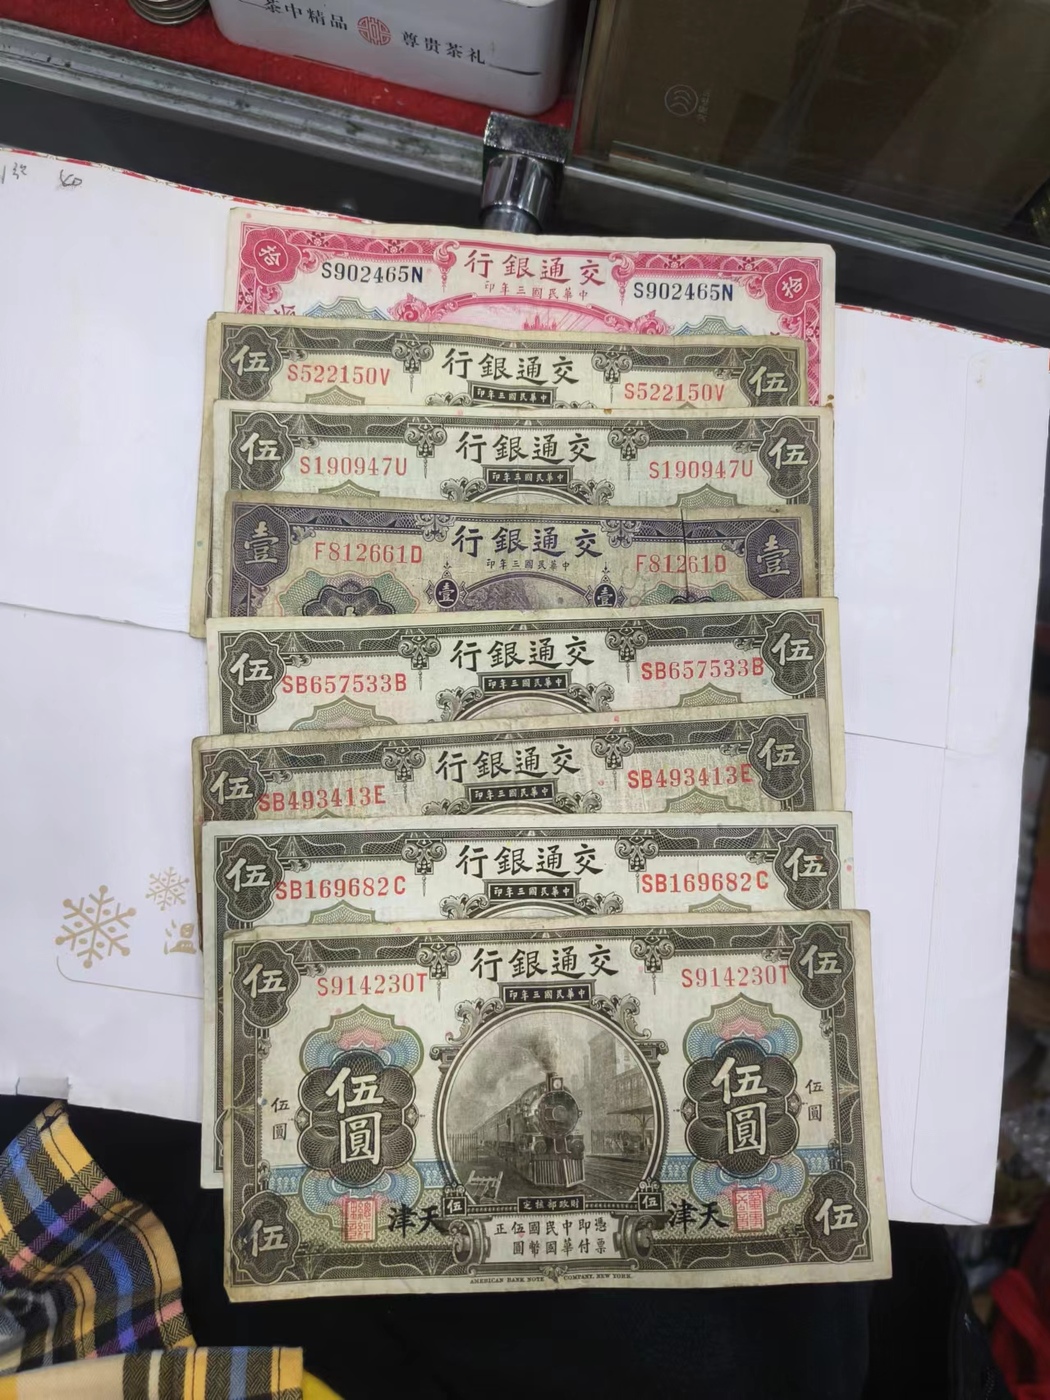 茶中精品 尊贵茶礼
拾 行銀通交 拾
S902465N 印年三國民華中 S902465N
伍 行銀通交 伍
S522150V 印年三國民華中 S522150V
伍 行銀通交 伍
S190947U 印年三國民華中 S190947U
壹 行銀通交 壹
F812661D 印年三國民華中 F81261D
壹 壹
伍 行銀通交 伍
SB657533B 印年三國民華中 SB657533B
伍 行銀通交 伍
SB493413E 印年三國民華中 SB493413E
伍 行銀通交 伍
SB169682C 印年三國民華中 SB169682C
伍 行銀通交 伍
S914230T 印年三國民華中 S914230T
伍圓 伍圓 伍圓 伍圓
津天 伍 伍 津天
正伍國民中即憑
圓幣國華付票
伍 伍
AMERICAN BANK NOTE COMPANY, NEW YORK.
温